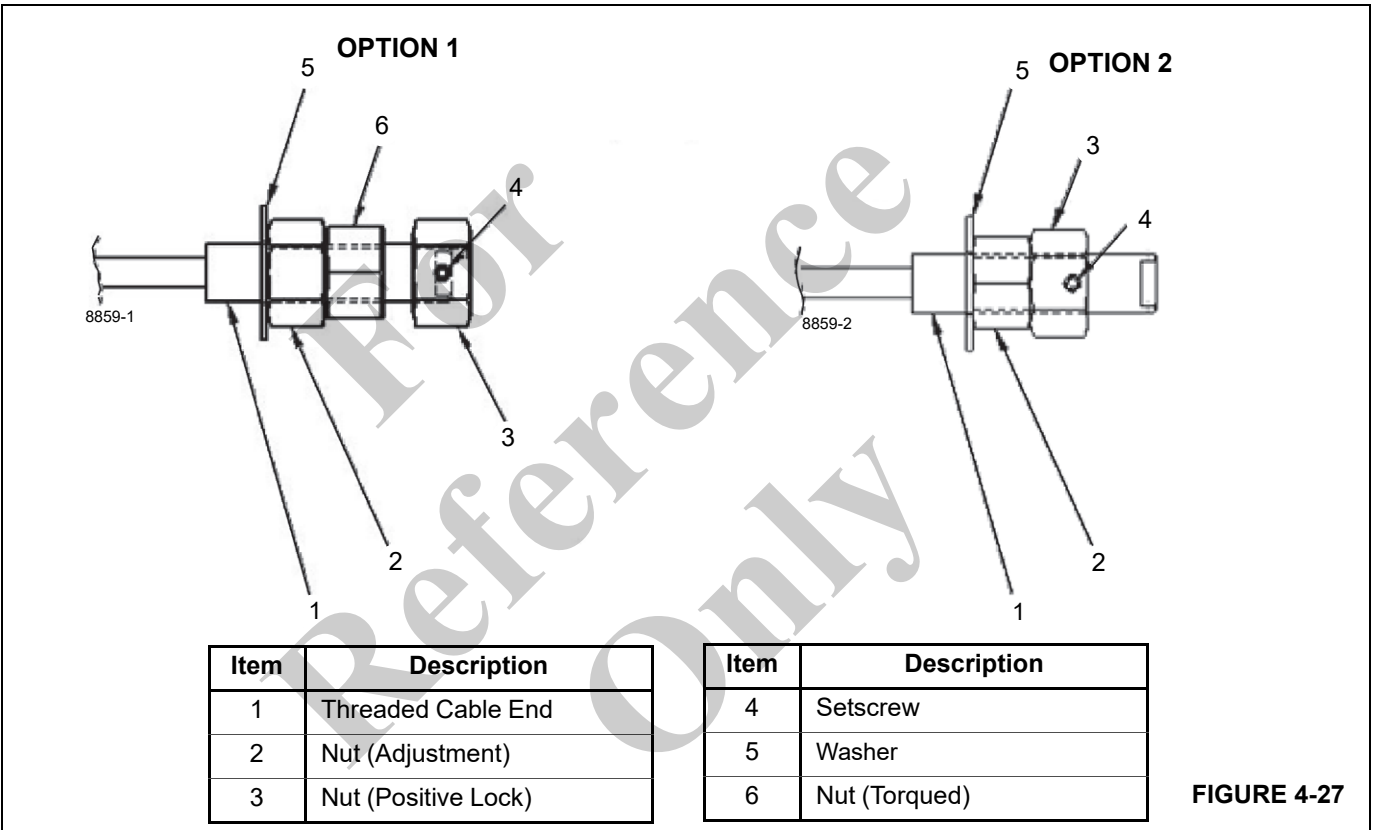 OPTION 1
5
6
4
8859-1
3
2
1
OPTION 2
5
3
4
8859-2
2
1
For
Reference
Only
Item Description
1 Threaded Cable End
2 Nut (Adjustment)
3 Nut (Positive Lock)
Item Description
4 Setscrew
5 Washer
6 Nut (Torqued)
FIGURE 4-27